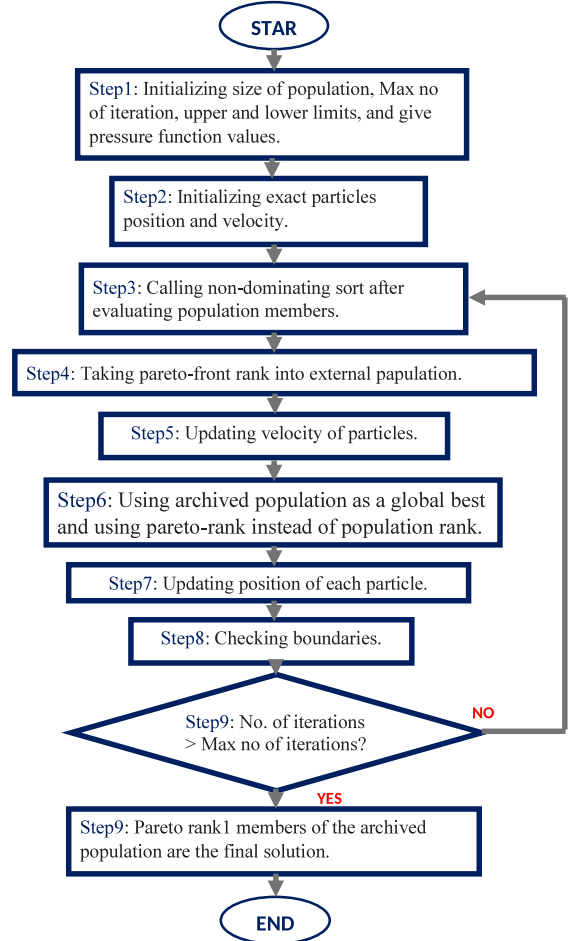 STAR
Step1: Initializing size of population, Max no
of iteration, upper and lower limits, and give
pressure function values.
Step2: Initializing exact particles
position and velocity.
Step3: Calling non-dominating sort after
evaluating population members.
Step4: Taking pareto-front rank into external papulation.
Step5: Updating velocity of particles.
Step6: Using archived population as a global best
and using pareto-rank instead of population rank.
Step7: Updating position of each particle.
Step8: Checking boundaries.
Step9: No. of iterations
> Max no of iterations?
NO
YES
Step9: Pareto rank1 members of the archived
population are the final solution.
END